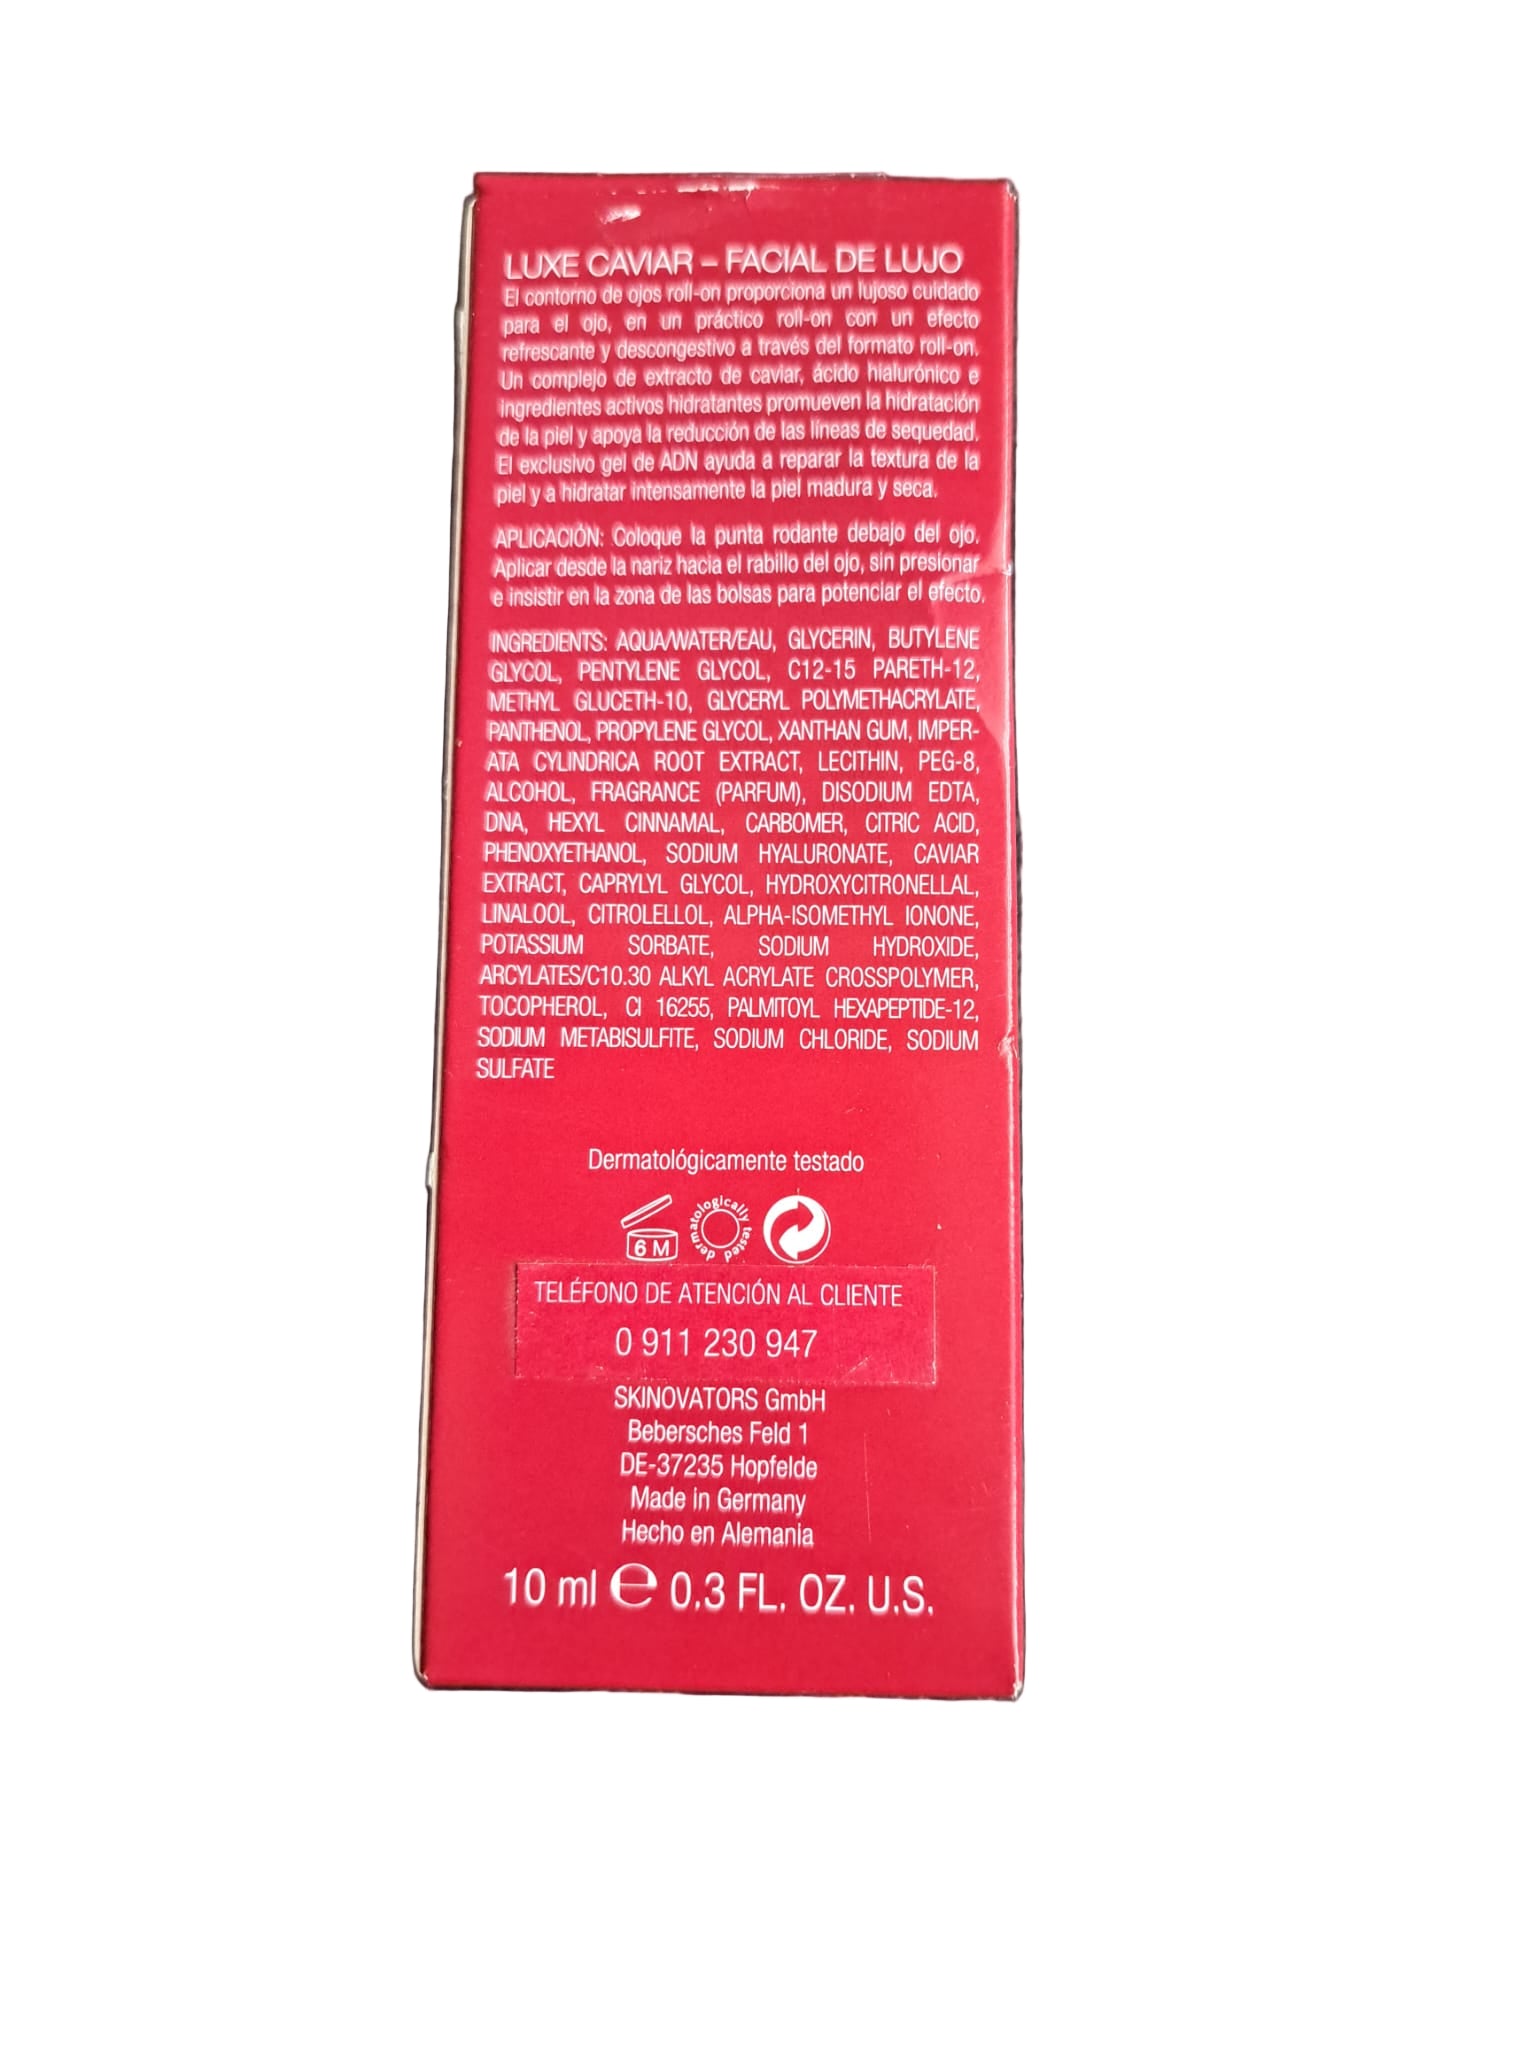 LUXE CAVIAR – FACIAL DE LUJO
El contorno de ojos roll-on proporciona un lujoso cuidado
para el ojo, en un práctico roll-on con un efecto
refrescante y descongestivo a través del formato roll-on.
Un complejo de extracto de caviar, ácido hialurónico e
ingredientes activos hidratantes promueven la hidratación
de la piel y apoya la reducción de las líneas de sequedad.
El exclusivo gel de ADN ayuda a reparar la textura de la
piel y a hidratar intensamente la piel madura y seca.
APLICACIÓN: Coloque la punta rodante debajo del ojo.
Aplicar desde la nariz hacia el rabillo del ojo, sin presionar
e insistir en la zona de las bolsas para potenciar el efecto.
INGREDIENTS: AQUA/WATER/EAU, GLYCERIN, BUTYLENE
GLYCOL, PENTYLENE GLYCOL, C12-15 PARETH-12,
METHYL GLUCETH-10, GLYCERYL POLYMETHACRYLATE,
PANTHENOL, PROPYLENE GLYCOL, XANTHAN GUM, IMPER-
ATA CYLINDRICA ROOT EXTRACT, LECITHIN, PEG-8,
ALCOHOL, FRAGRANCE (PARFUM), DISODIUM EDTA,
DNA, HEXYL CINNAMAL, CARBOMER, CITRIC ACID,
PHENOXYETHANOL, SODIUM HYALURONATE, CAVIAR
EXTRACT, CAPRYLYL GLYCOL, HYDROXYCITRONELLAL,
LINALOOL, CITROLELLOL, ALPHA-ISOMETHYL IONONE,
POTASSIUM SORBATE, SODIUM HYDROXIDE,
ARCYLATES/C10.30 ALKYL ACRYLATE CROSSPOLYMER,
TOCOPHEROL, CI 16255, PALMITOYL HEXAPEPTIDE-12,
SODIUM METABISULFITE, SODIUM CHLORIDE, SODIUM
SULFATE
Dermatológicamente testado
6 M
dermatologically tested
TELÉFONO DE ATENCIÓN AL CLIENTE
0 911 230 947
SKINOVATORS GmbH
Bebersches Feld 1
DE-37235 Hopfelde
Made in Germany
Hecho en Alemania
10 ml e 0.3 FL. OZ. U.S.